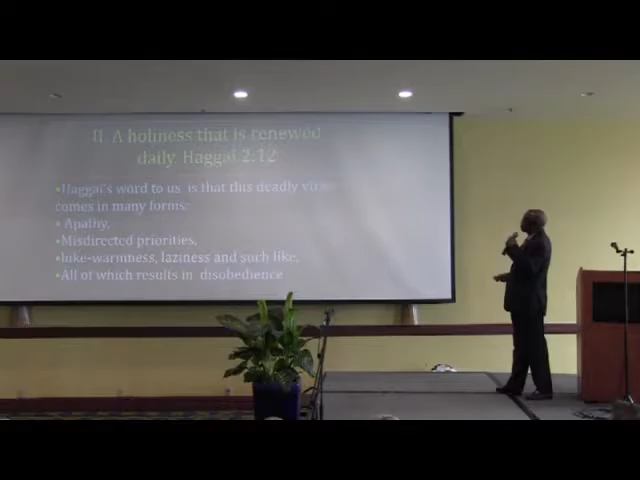 II. A holiness that is renewed
daily. Haggai 2:12
•Haggai's word to us is that this deadly virus
comes in many forms:
• Apathy,
•Misdirected priorities,
•luke-warmness, laziness and such like,
•All of which results in disobedience